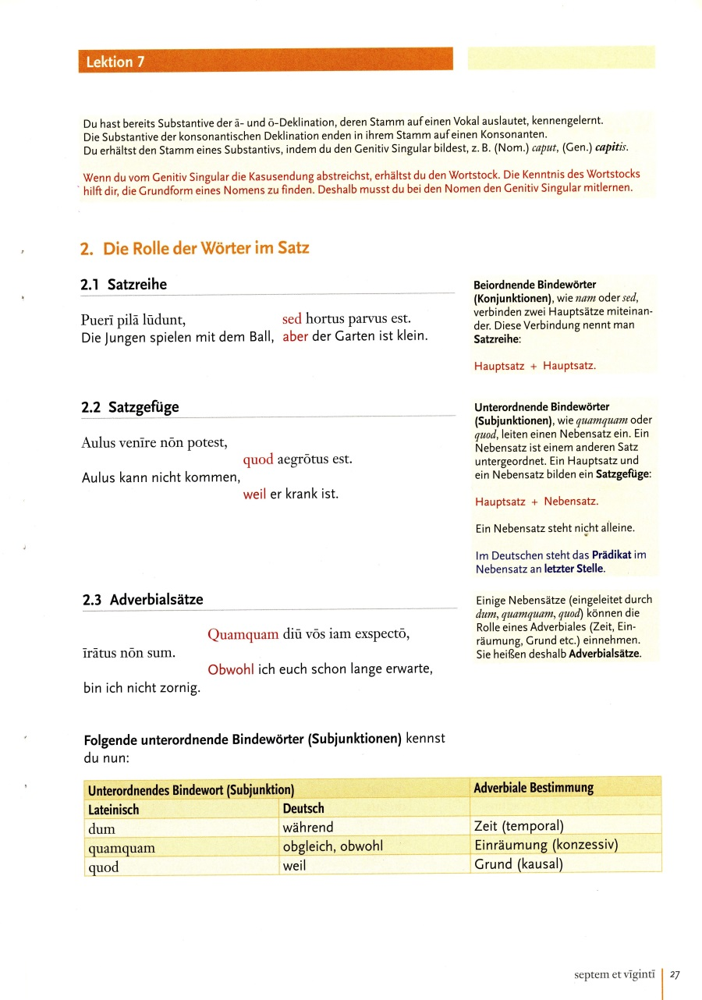 Lektion 7
Du hast bereits Substantive der ā- und ō-Deklination, deren Stamm auf einen Vokal auslautet, kennengelernt.
Die Substantive der konsonantischen Deklination enden in ihrem Stamm auf einen Konsonanten.
Du erhältst den Stamm eines Substantivs, indem du den Genitiv Singular bildest, z. B. (Nom.) caput, (Gen.) capitis.
Wenn du vom Genitiv Singular die Kasusendung abstreichst, erhältst du den Wortstock. Die Kenntnis des Wortstocks
hilft dir, die Grundform eines Nomens zu finden. Deshalb musst du bei den Nomen den Genitiv Singular mitlernen.
2. Die Rolle der Wörter im Satz
2.1 Satzreihe
Puerī pilā lūdunt, sed hortus parvus est.
Die Jungen spielen mit dem Ball, aber der Garten ist klein.
Beiordnende Bindewörter
(Konjunktionen), wie nam oder sed,
verbinden zwei Hauptsätze miteinan-
der. Diese Verbindung nennt man
Satzreihe:
Hauptsatz + Hauptsatz.
2.2 Satzgefüge
Aulus venīre nōn potest,
quod aegrōtus est.
Aulus kann nicht kommen,
weil er krank ist.
Unterordnende Bindewörter
(Subjunktionen), wie quamquam oder
quod, leiten einen Nebensatz ein. Ein
Nebensatz ist einem anderen Satz
untergeordnet. Ein Hauptsatz und
ein Nebensatz bilden ein Satzgefüge:
Hauptsatz + Nebensatz.
Ein Nebensatz steht nicht alleine.
Im Deutschen steht das Prädikat im
Nebensatz an letzter Stelle.
2.3 Adverbialsätze
Quamquam diū vōs iam exspectō,
īrātus nōn sum.
Obwohl ich euch schon lange erwarte,
bin ich nicht zornig.
Einige Nebensätze (eingeleitet durch
dum, quamquam, quod) können die
Rolle eines Adverbiales (Zeit, Ein-
räumung, Grund etc.) einnehmen.
Sie heißen deshalb Adverbialsätze.
Folgende unterordnende Bindewörter (Subjunktionen) kennst
du nun:
Unterordnendes Bindewort (Subjunktion) Adverbiale Bestimmung
Lateinisch Deutsch
dum während Zeit (temporal)
quamquam obgleich, obwohl Einräumung (konzessiv)
quod weil Grund (kausal)
septem et vīgintī 27